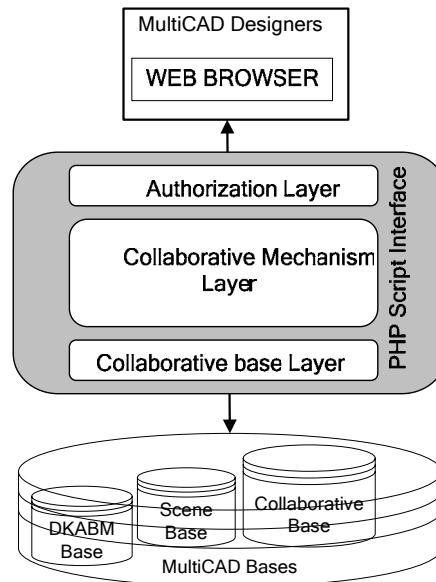 MultiCAD Designers
WEB BROWSER
Authorization Layer
Collaborative Mechanism
Layer
Collaborative base Layer
PHP Script Interface
DKABM
Base
Scene
Base
Collaborative
Base
MultiCAD Bases